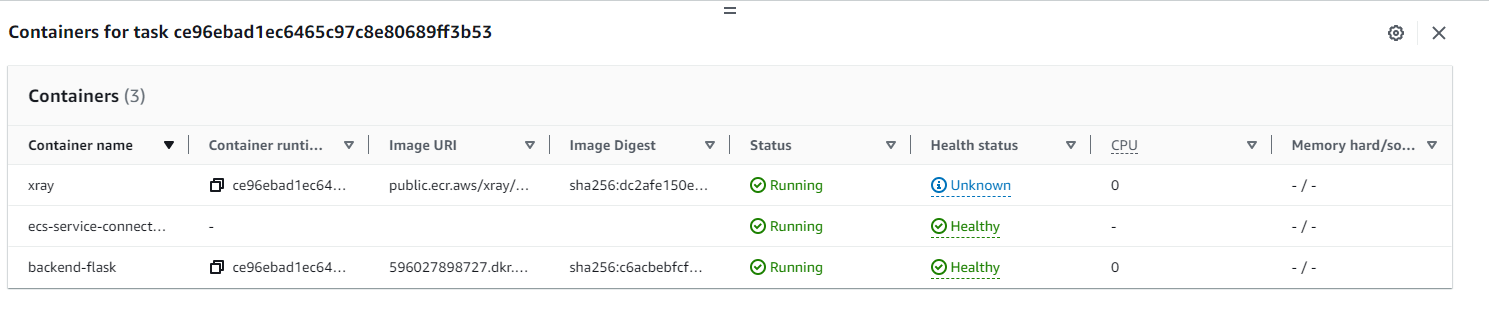 Containers for task ce96ebad1ec6465c97c8e80689ff3b53
Containers (3)
Container name Container runti... Image URI Image Digest Status Health status CPU Memory hard/so...
xray ce96ebad1ec64... public.ecr.aws/xray/... sha256:dc2afe150e... Running Unknown 0 - / -
ecs-service-connect... - Running Healthy - - / -
backend-flask ce96ebad1ec64... 596027898727.dkr.... sha256:c6acbebfcf... Running Healthy 0 - / -